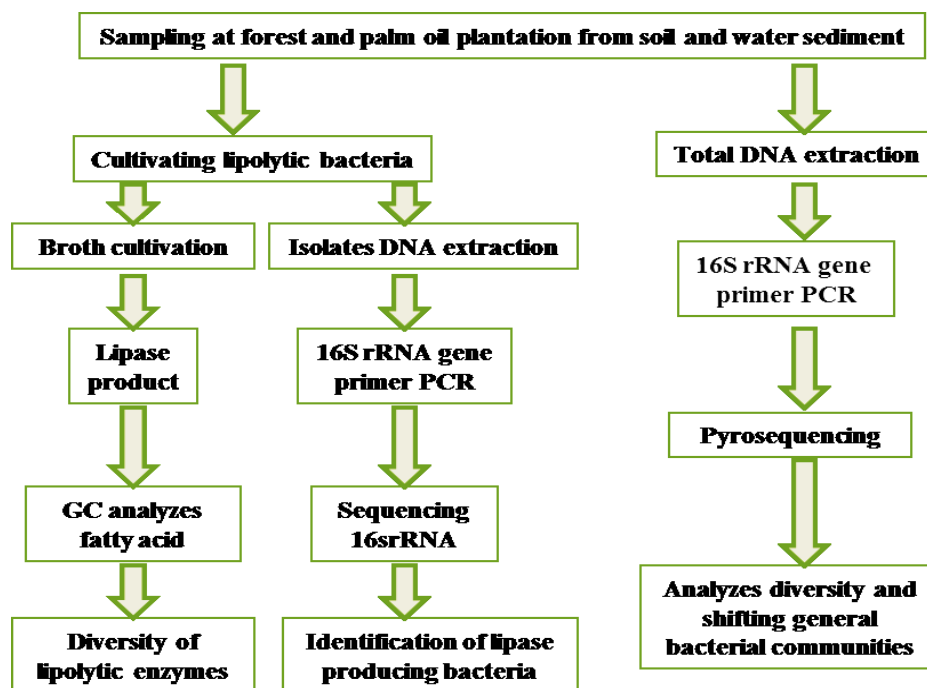 Sampling at forest and palm oil plantation from soil and water sediment
Cultivating lipolytic bacteria
Total DNA extraction
Broth cultivation
Isolates DNA extraction
16S rRNA gene
primer PCR
Lipase
product
16S rRNA gene
primer PCR
Pyrosequencing
GC analyzes
fatty acid
Sequencing
16srRNA
Analyzes diversity and
shifting general
bacterial communities
Diversity of
lipolytic enzymes
Identification of lipase
producing bacteria